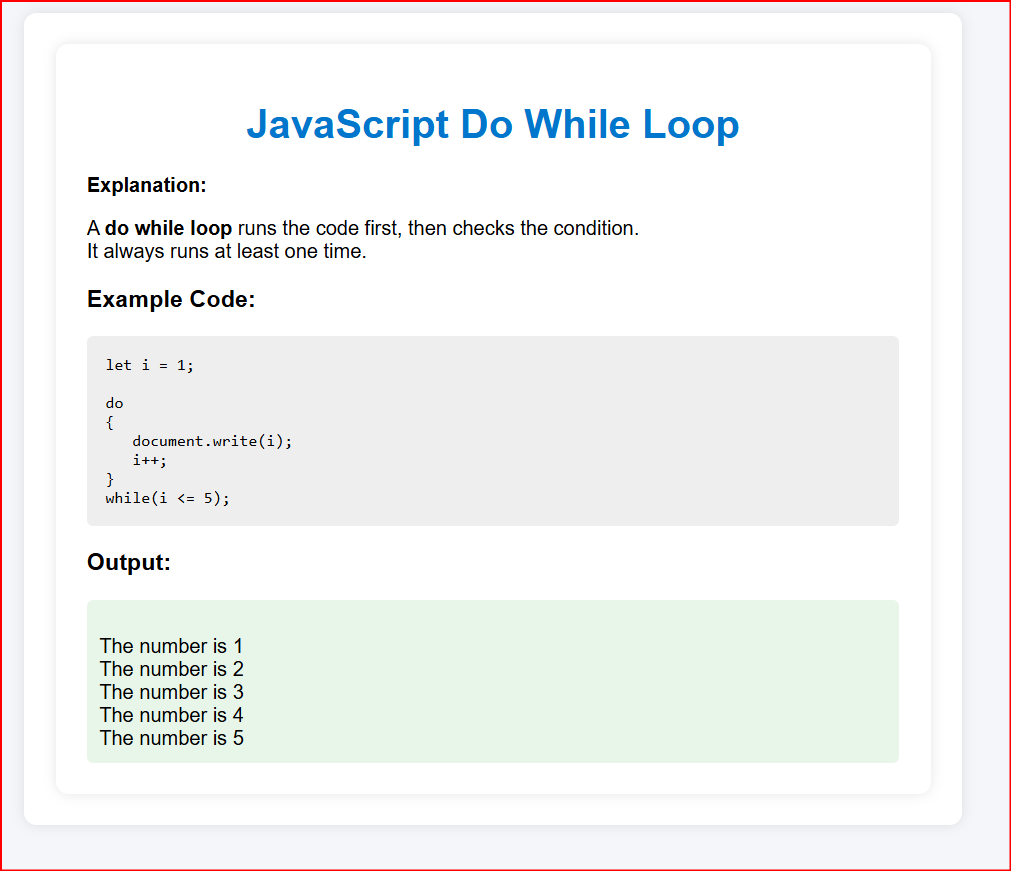 JavaScript Do While Loop
Explanation:
A do while loop runs the code first, then checks the condition.
It always runs at least one time.
Example Code:
let i = 1;
do
{
   document.write(i);
   i++;
}
while(i <= 5);
Output:
The number is 1
The number is 2
The number is 3
The number is 4
The number is 5